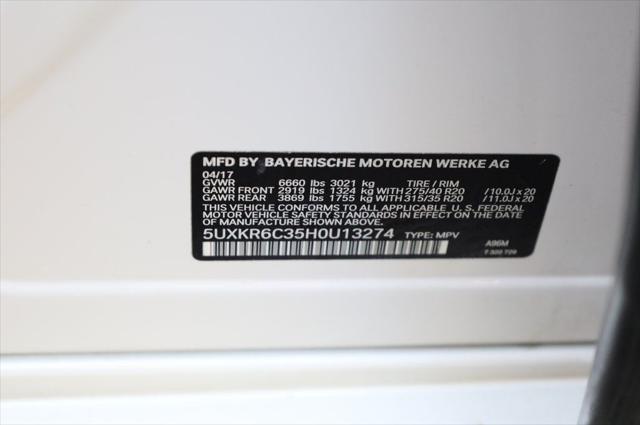 MFD BY BAYERISCHE MOTOREN WERKE AG
04/17
GVWR 6660 lbs 3021 kg TIRE / RIM
GAWR FRONT 2919 lbs 1324 kg WITH 275/40 R20 /10.0J x 20
GAWR REAR 3869 lbs 1755 kg WITH 315/35 R20 /11.0J x 20
THIS VEHICLE CONFORMS TO ALL APPLICABLE U.S. FEDERAL
MOTOR VEHICLE SAFETY STANDARDS IN EFFECT ON THE DATE
OF MANUFACTURE SHOWN ABOVE.
5UXKR6C35H0U13274 TYPE: MPV A96M
7 322 729